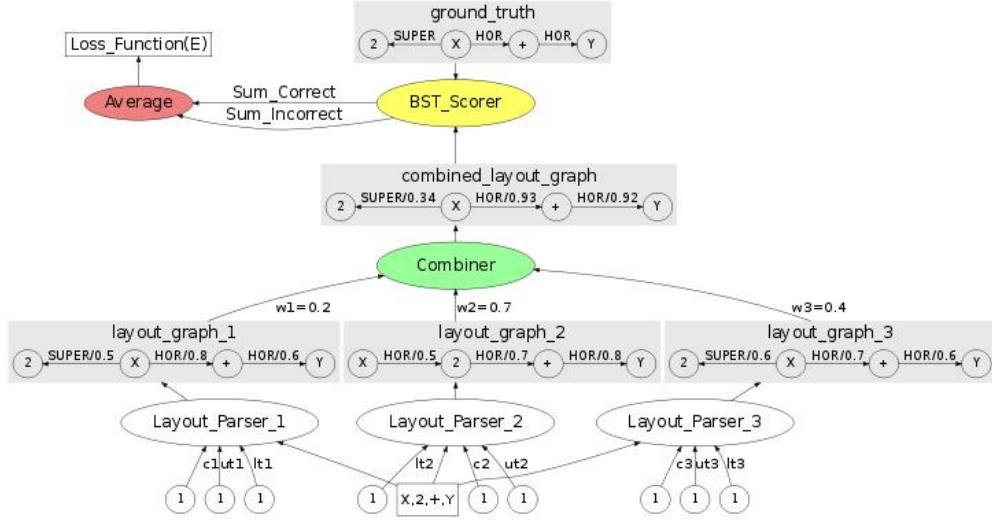 ground_truth
2 SUPER X HOR + HOR Y
Loss_Function(E)
Average
Sum_Correct
Sum_Incorrect
BST_Scorer
combined_layout_graph
2 SUPER/0.34 X HOR/0.93 + HOR/0.92 Y
Combiner
w1=0.2 w2=0.7 w3=0.4
layout_graph_1
2 SUPER/0.5 X HOR/0.8 + HOR/0.6 Y
layout_graph_2
X HOR/0.5 2 HOR/0.7 + HOR/0.8 Y
layout_graph_3
2 SUPER/0.6 X HOR/0.7 + HOR/0.6 Y
Layout_Parser_1
Layout_Parser_2
Layout_Parser_3
c1 ut1 lt1
lt2 c2 ut2
c3 ut3 lt3
1 1 1
1 X,2,+,Y 1 1
1 1 1